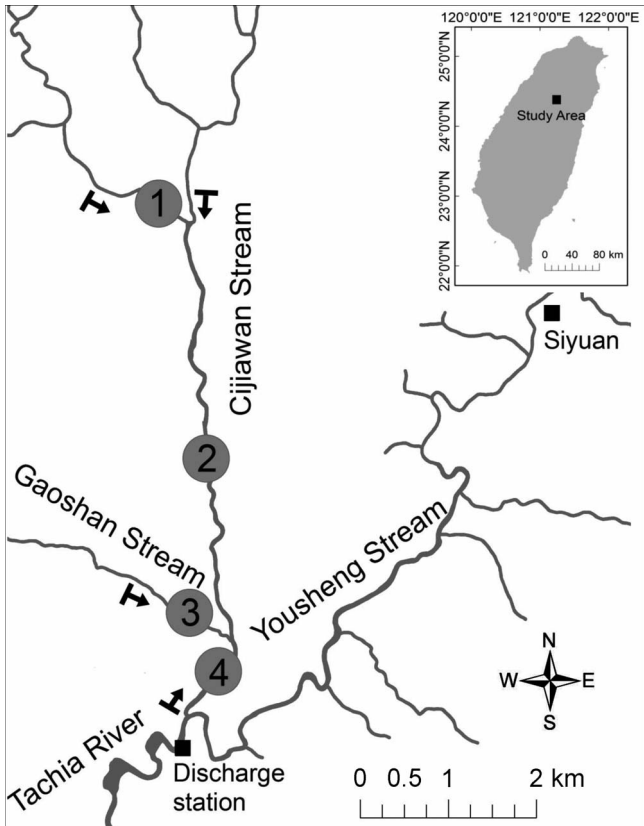 120°0'0"E 121°0'0"E 122°0'0"E
25°0'0"N
24°0'0"N
23°0'0"N
22°0'0"N
Study Area
0 40 80 km
1
Cijiawan Stream
Siyuan
2
Gaoshan Stream
Yousheng Stream
3
4
N
W E
S
Tachia River
Discharge
station
0 0.5 1 2 km